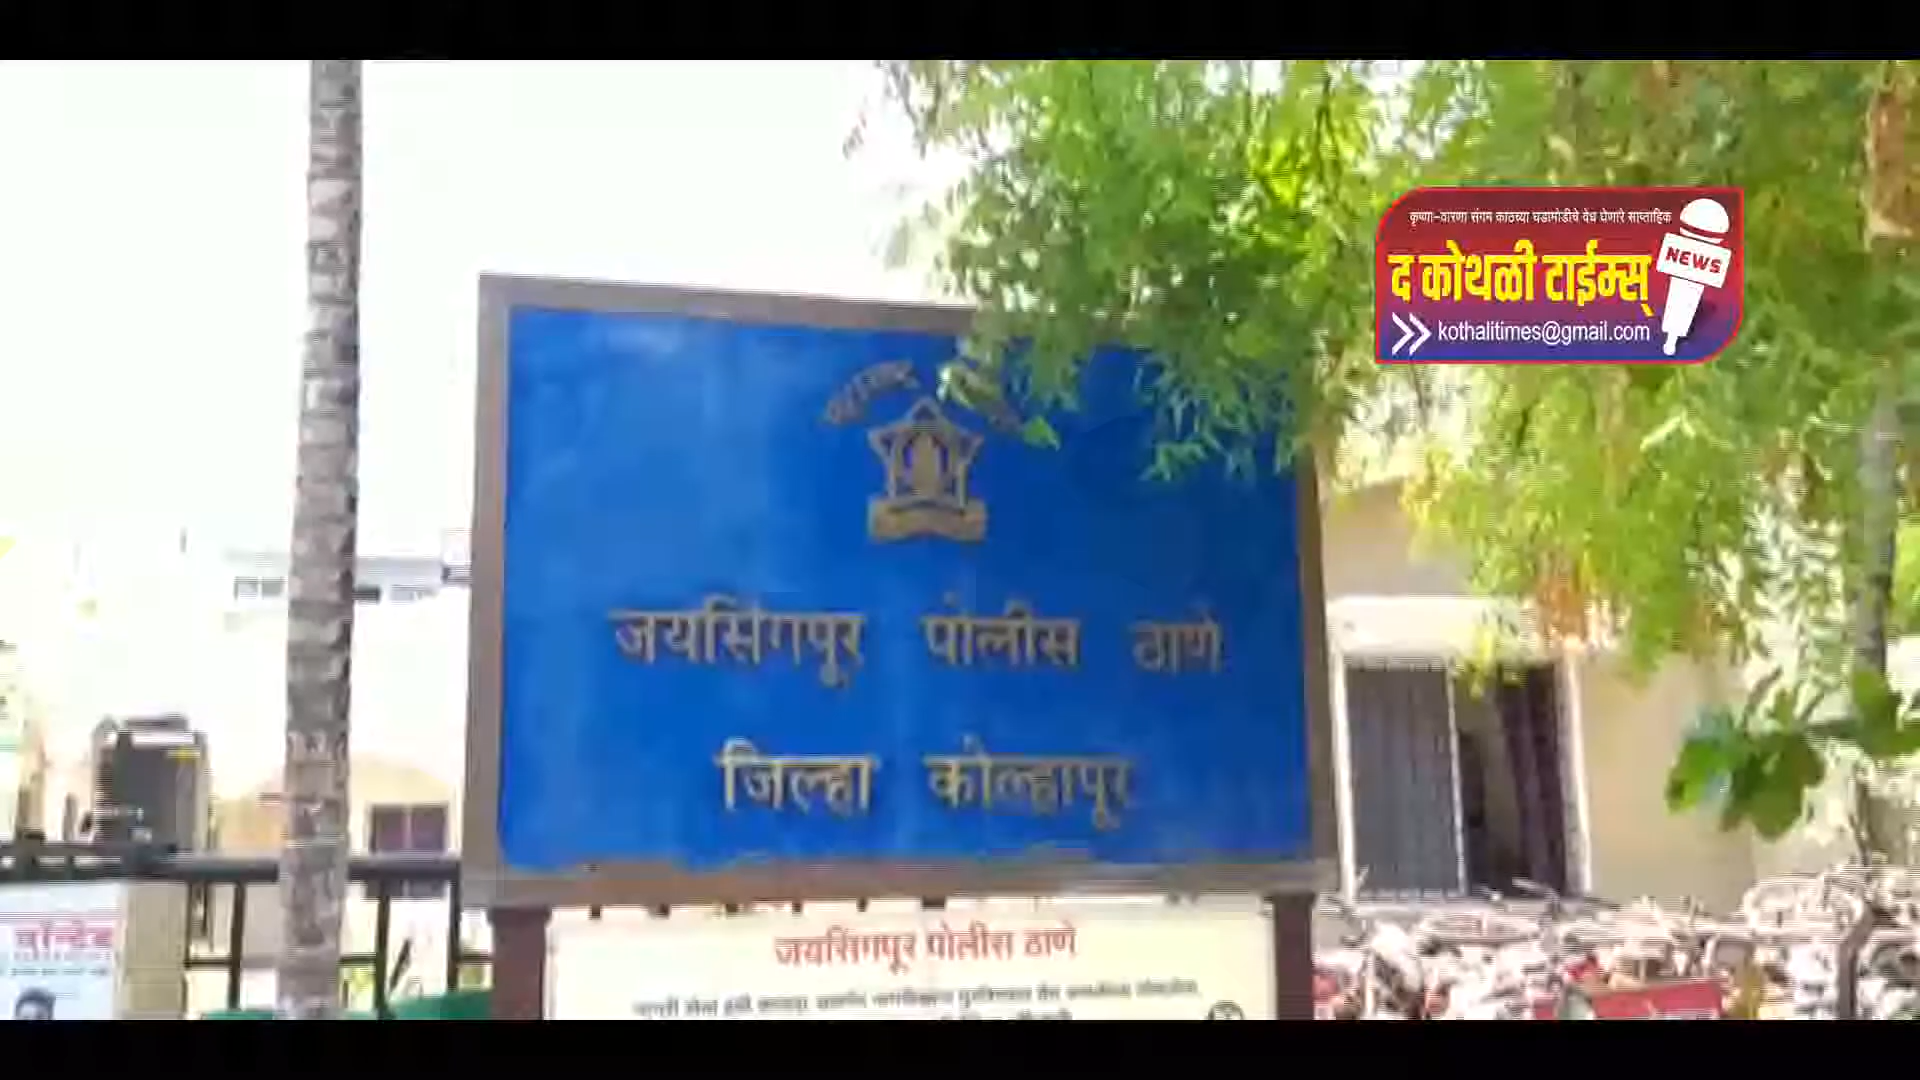 कृष्णा-वारणा संगम काठच्या घडामोडींचे वेध घेणारे साप्ताहिक
द कोथळी टाईम्स्
NEWS
kothalitimes@gmail.com
जयसिंगपूर पोलीस ठाणे
जिल्हा कोल्हापूर
जयसिंगपूर पोलीस ठाणे